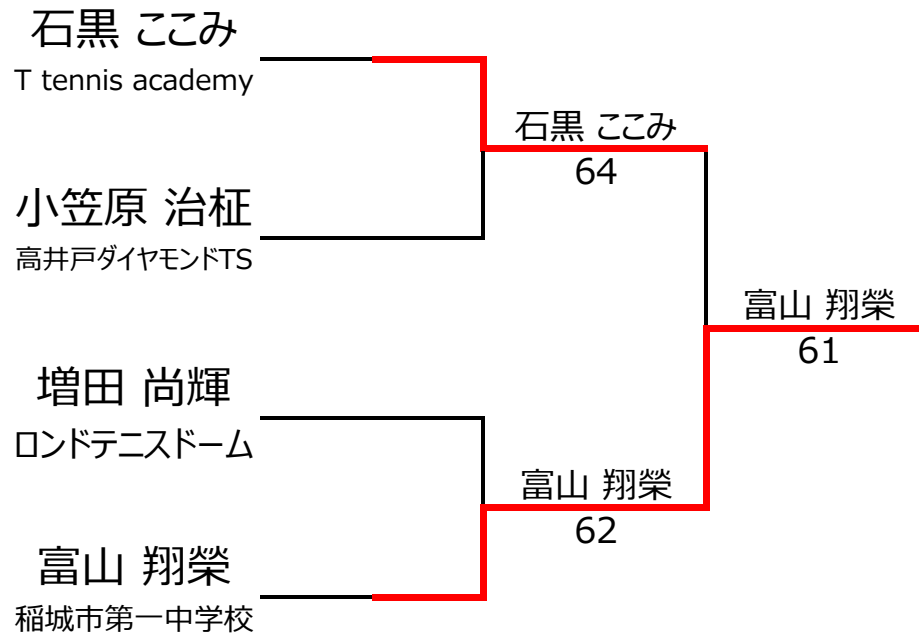 石黒 ここみ
T tennis academy
石黒 ここみ
64
小笠原 治柾
高井戸ダイヤモンドTS
富山 翔榮
61
増田 尚輝
ロンドテニスドーム
富山 翔榮
62
富山 翔榮
稲城市第一中学校